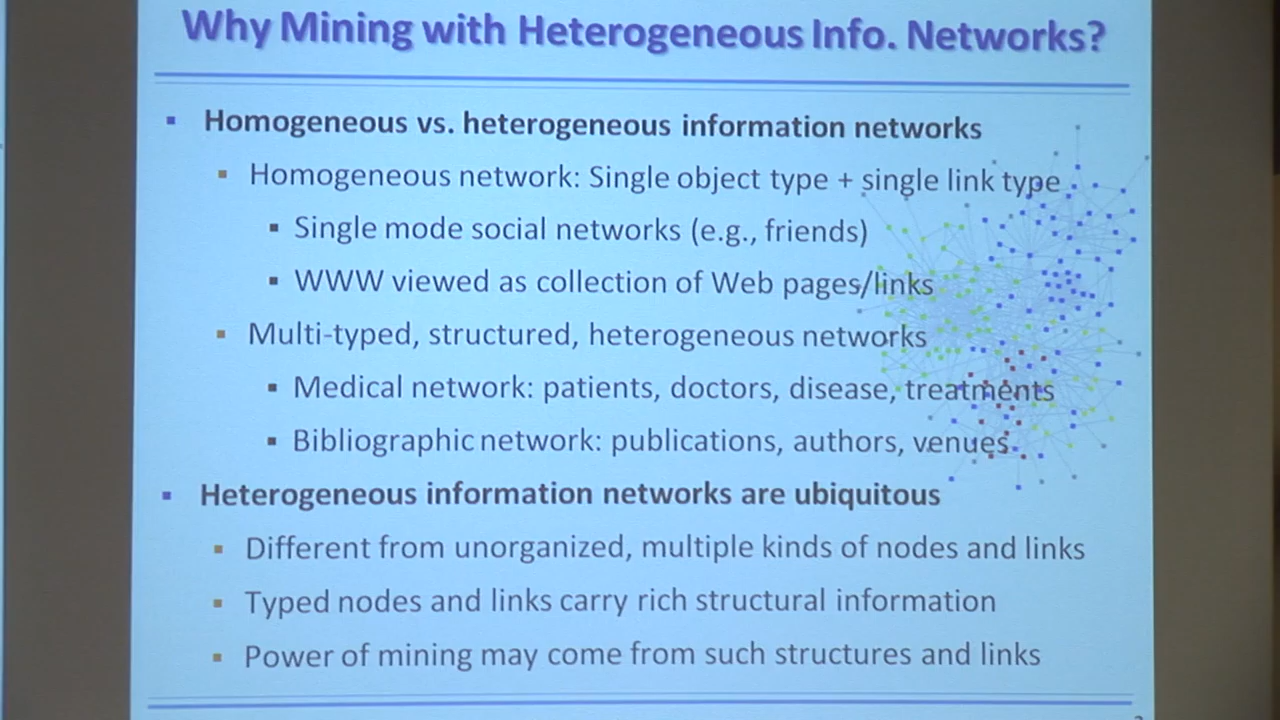 Why Mining with Heterogeneous Info. Networks?
Homogeneous vs. heterogeneous information networks
Homogeneous network: Single object type + single link type
Single mode social networks (e.g., friends)
WWW viewed as collection of Web pages/links
Multi-typed, structured, heterogeneous networks
Medical network: patients, doctors, disease, treatments
Bibliographic network: publications, authors, venues
Heterogeneous information networks are ubiquitous
Different from unorganized, multiple kinds of nodes and links
Typed nodes and links carry rich structural information
Power of mining may come from such structures and links